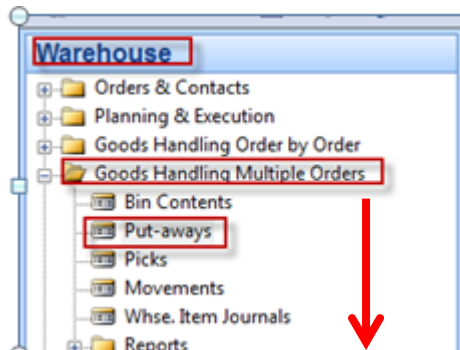 Warehouse
Orders & Contacts
Planning & Execution
Goods Handling Order by Order
Goods Handling Multiple Orders
Bin Contents
Put-aways
Picks
Movements
Whse. Item Journals
Reports